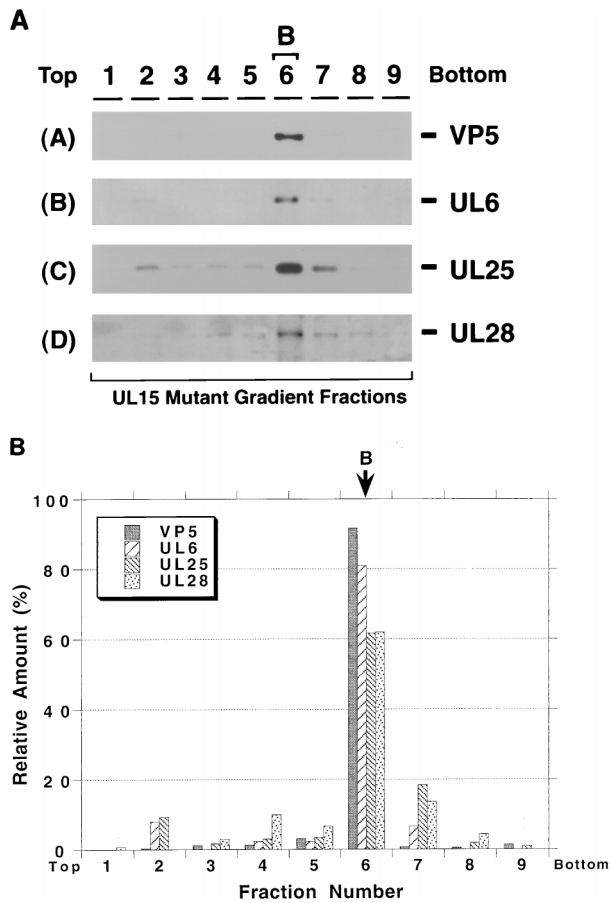 A
B
Top 1 2 3 4 5 6 7 8 9 Bottom
(A) VP5
(B) UL6
(C) UL25
(D) UL28
UL15 Mutant Gradient Fractions
B
B
100
80
60
40
20
0
Relative Amount (%)
VP5
UL6
UL25
UL28
Top 1 2 3 4 5 6 7 8 9 Bottom
Fraction Number